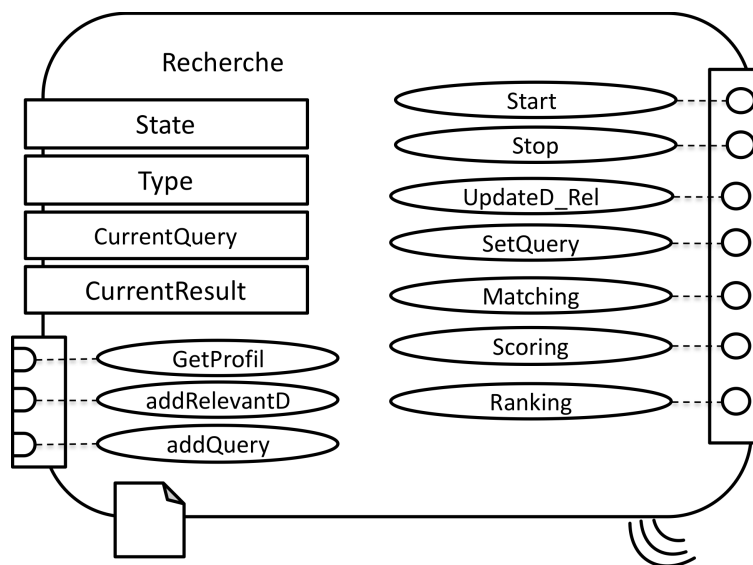 Recherche
State
Type
CurrentQuery
CurrentResult
GetProfil
addRelevantD
addQuery
Start
Stop
UpdateD_Rel
SetQuery
Matching
Scoring
Ranking